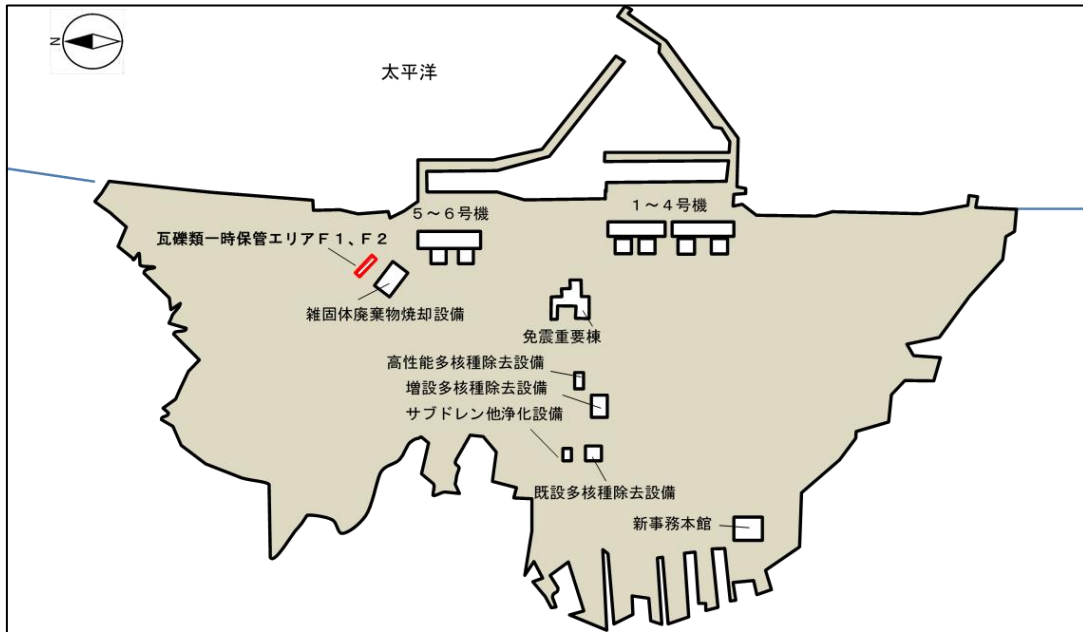 N
太平洋
5～6号機
1～4号機
瓦礫類一時保管エリアF1、F2
雑固体廃棄物焼却設備
免震重要棟
高性能多核種除去設備
増設多核種除去設備
サブドレン他浄化設備
既設多核種除去設備
新事務本館